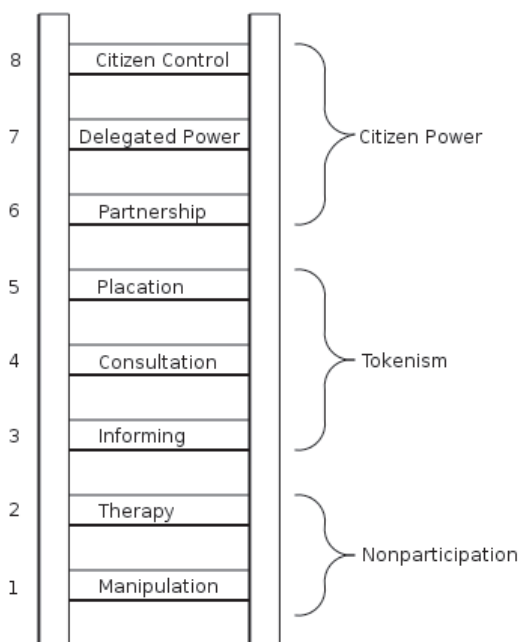 8 Citizen Control
7 Delegated Power Citizen Power
6 Partnership
5 Placation
4 Consultation Tokenism
3 Informing
2 Therapy
Nonparticipation
1 Manipulation